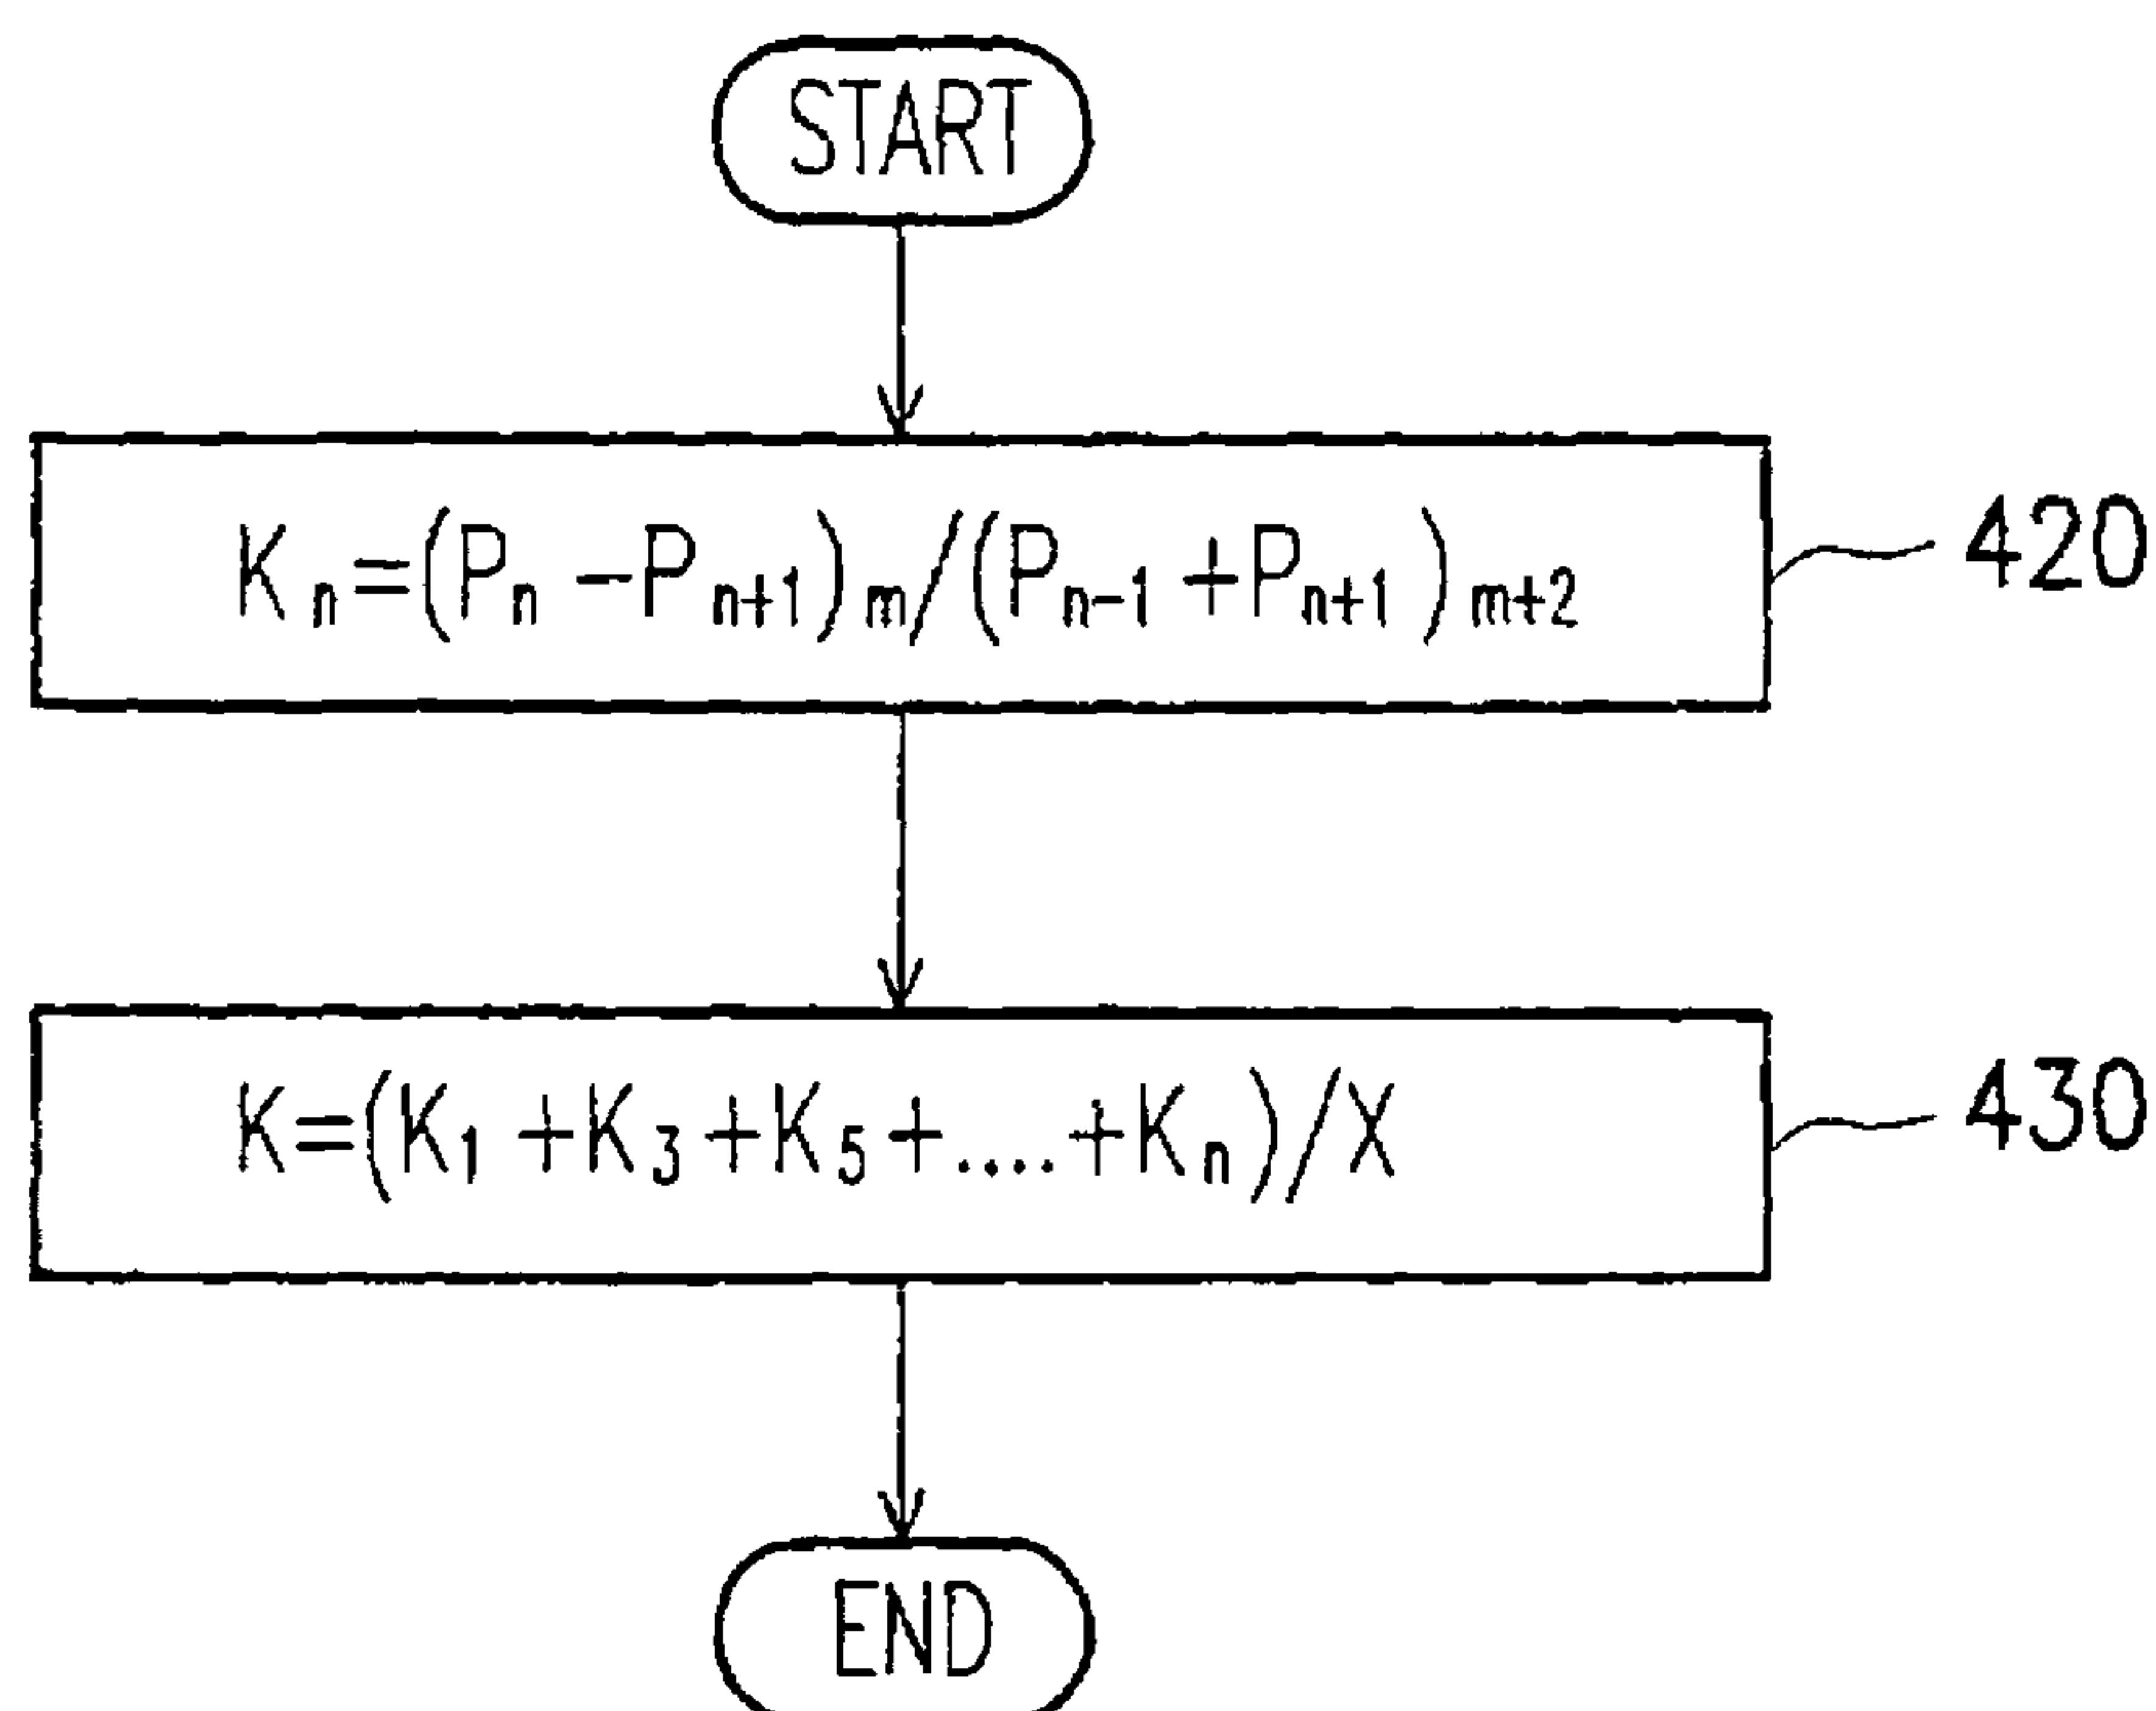 START
Kₙ=(Pₙ-Pₙ₊₁)ₘ/(Pₙ₋₁+Pₙ₊₁)ₘ₊₂ 420
K=(K₁+K₃+K₅+....+Kₙ)/X 430
END